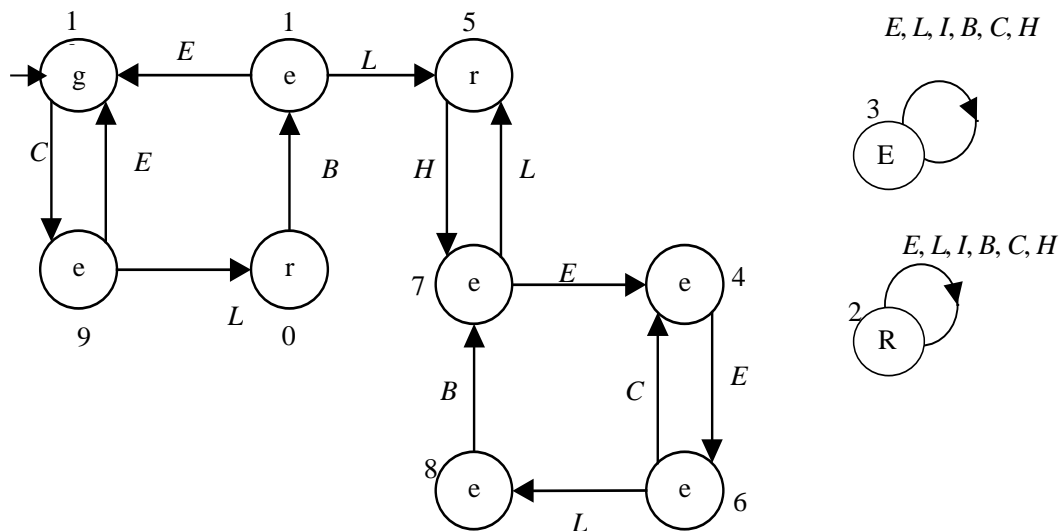 1 1 5
E, L, I, B, C, H
g E e L r
3
E
C E B H L
E, L, I, B, C, H
e r 7 e E e 4
2
R
L
9 0
B C E
8
e e
6
L